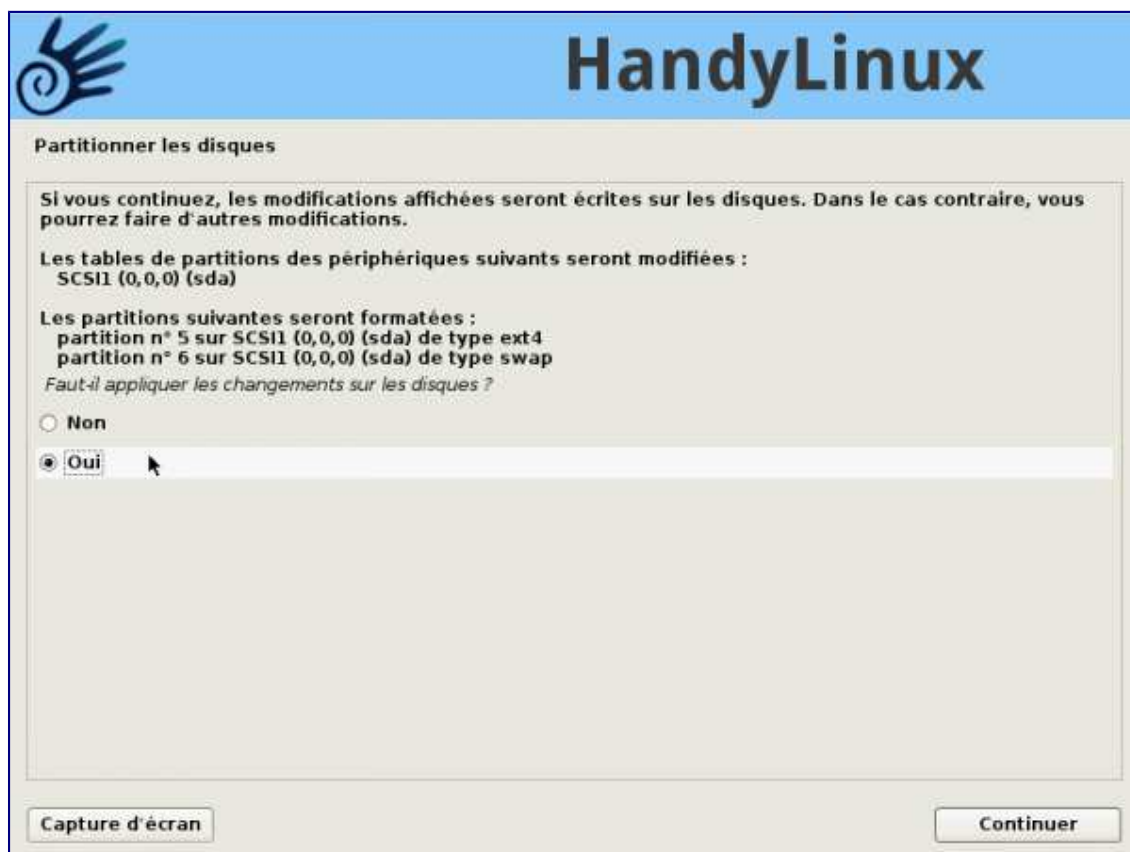 HandyLinux
Partitionner les disques
Si vous continuez, les modifications affichées seront écrites sur les disques. Dans le cas contraire, vous
pourrez faire d'autres modifications.
Les tables de partitions des périphériques suivants seront modifiées :
SCSI1 (0,0,0) (sda)
Les partitions suivantes seront formatées :
partition n° 5 sur SCSI1 (0,0,0) (sda) de type ext4
partition n° 6 sur SCSI1 (0,0,0) (sda) de type swap
Faut-il appliquer les changements sur les disques ?
Non
Oui
Capture d'écran
Continuer